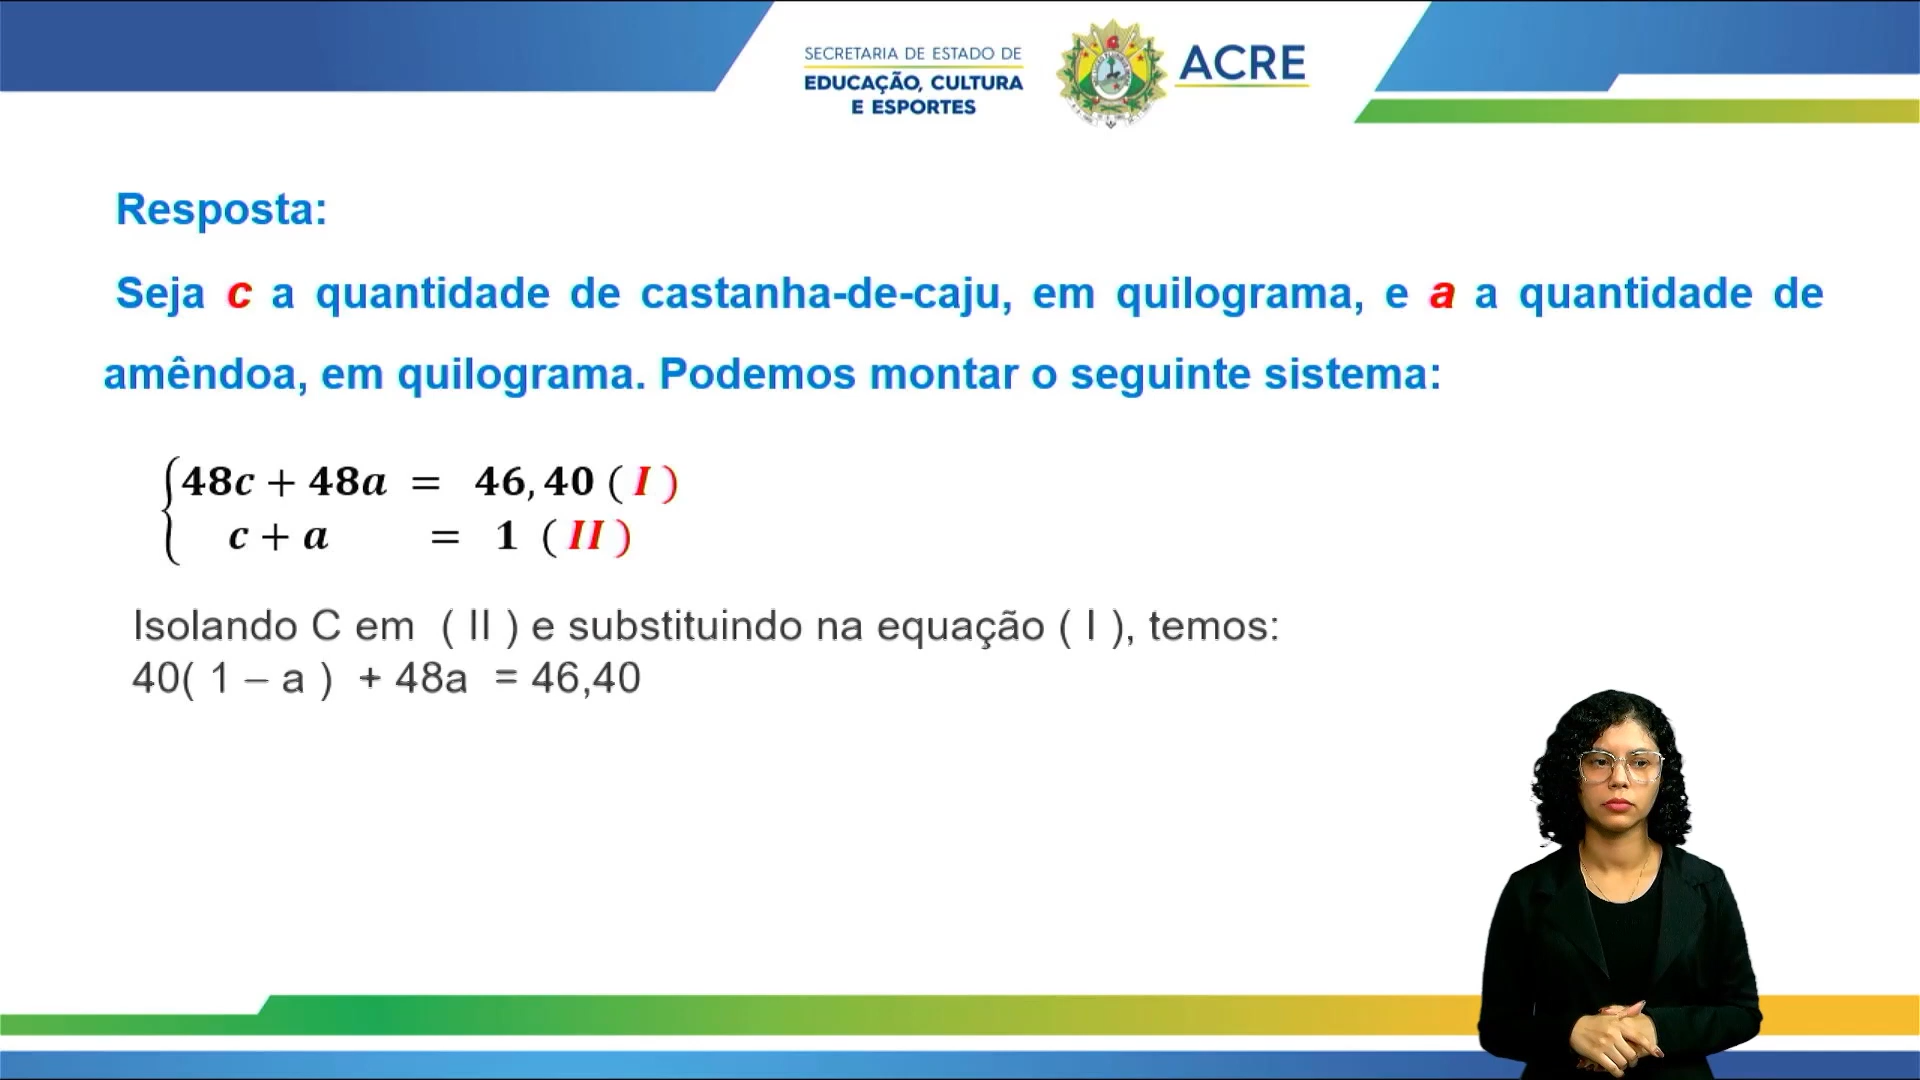 SECRETARIA DE ESTADO DE
EDUCAÇÃO, CULTURA
E ESPORTES
ACRE
Resposta:
Seja c a quantidade de castanha-de-caju, em quilograma, e a a quantidade de
amêndoa, em quilograma. Podemos montar o seguinte sistema:
48c + 48a = 46,40 ( I )
c + a = 1 ( II )
Isolando C em ( II ) e substituindo na equação ( I ), temos:
40( 1 – a ) + 48a = 46,40